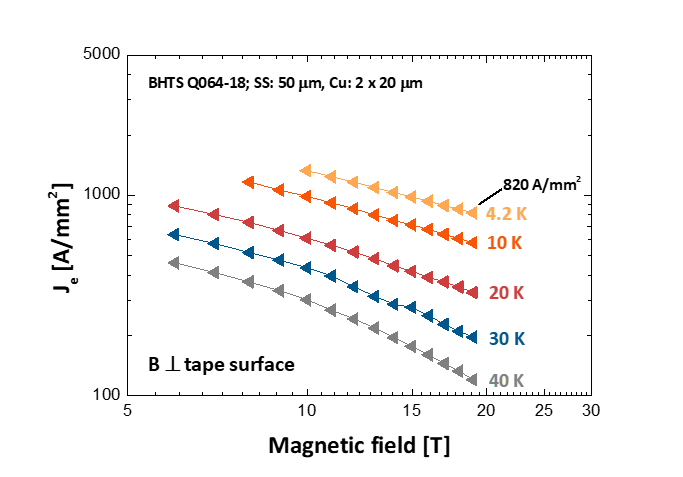 5000
BHTS Q064-18; SS: 50 μm, Cu: 2 x 20 μm
820 A/mm²
1000
4.2 K
10 K
20 K
30 K
40 K
Jₑ [A/mm²]
B ⊥ tape surface
100
5
10
15
20
25
30
Magnetic field [T]